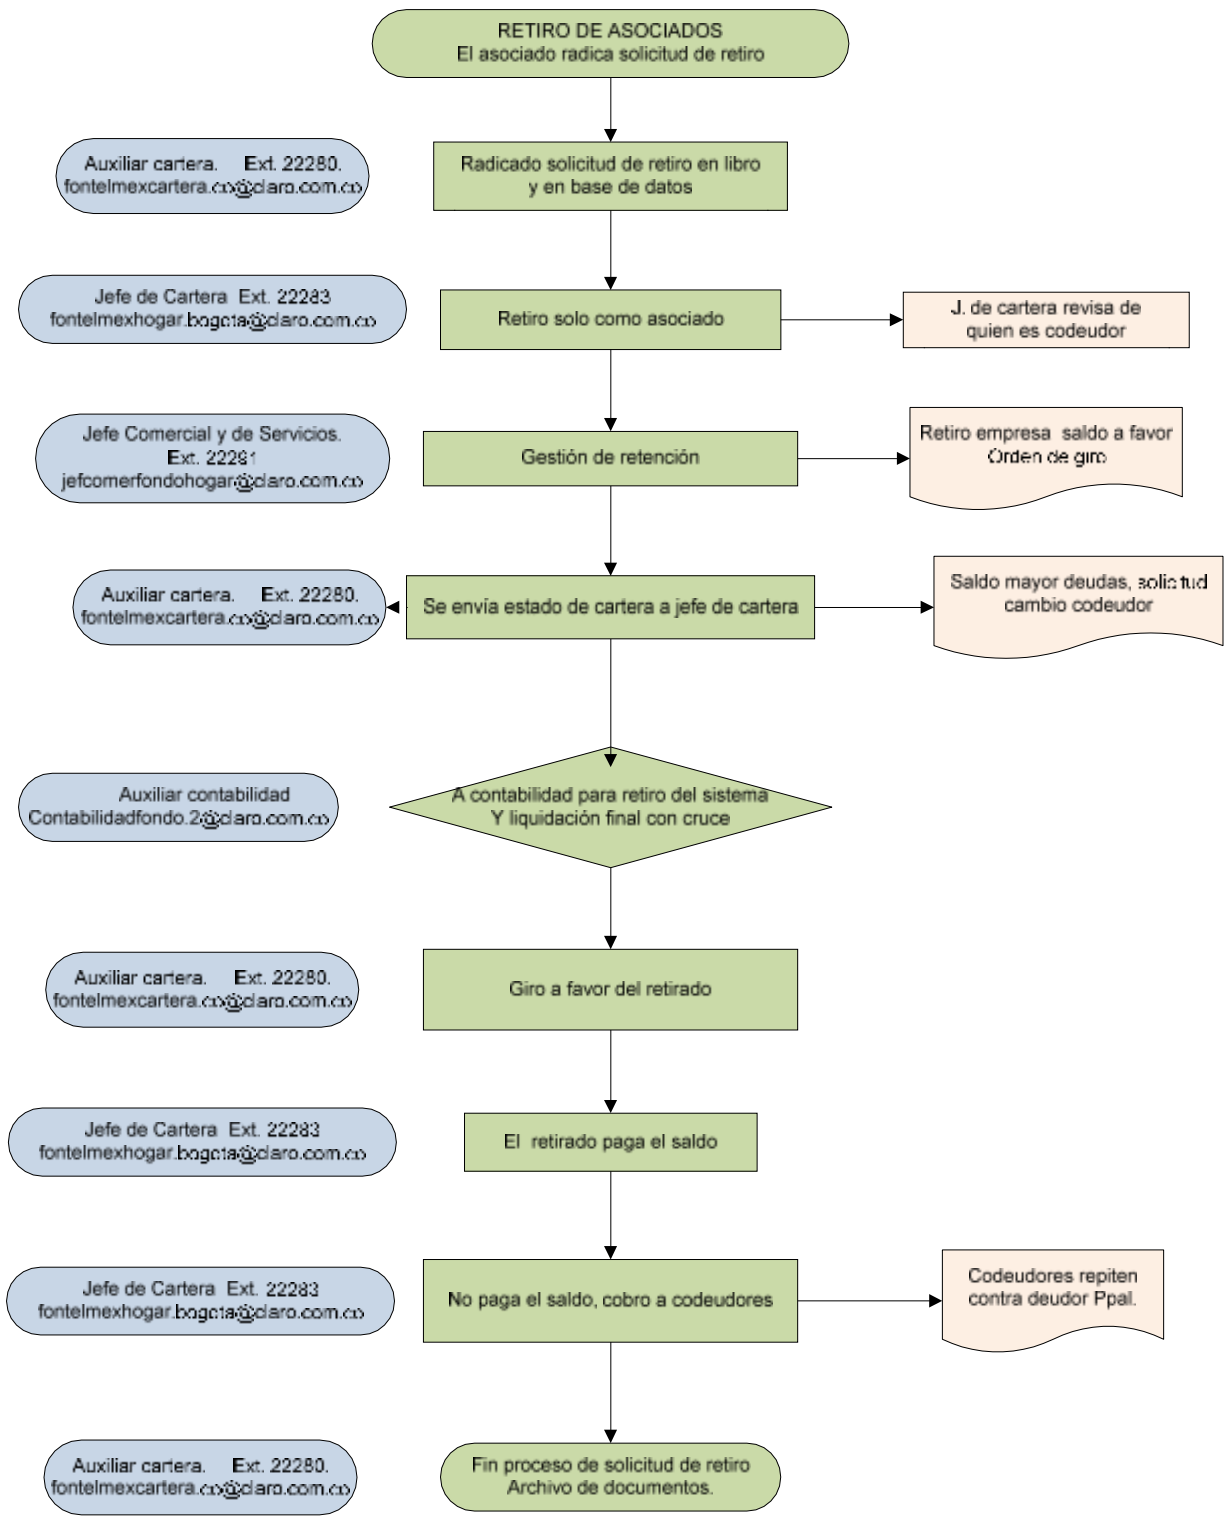 RETIRO DE ASOCIADOS
El asociado radica solicitud de retiro
Auxiliar cartera. Ext. 22280.
fontelmexcartera.co@claro.com.co
Radicado solicitud de retiro en libro
y en base de datos
Jefe de Cartera Ext. 22283
fontelmexhogar.bogota@claro.com.co
Retiro solo como asociado
J. de cartera revisa de
quien es codeudor
Jefe Comercial y de Servicios.
Ext. 22281
jefcomerfondohogar@claro.com.co
Gestión de retención
Retiro empresa saldo a favor
Orden de giro
Auxiliar cartera. Ext. 22280.
fontelmexcartera.co@claro.com.co
Se envía estado de cartera a jefe de cartera
Saldo mayor deudas, solicitud
cambio codeudor
Auxiliar contabilidad
Contabilidadfondo.2@claro.com.co
A contabilidad para retiro del sistema
Y liquidación final con cruce
Auxiliar cartera. Ext. 22280.
fontelmexcartera.co@claro.com.co
Giro a favor del retirado
Jefe de Cartera Ext. 22283
fontelmexhogar.bogota@claro.com.co
El retirado paga el saldo
Jefe de Cartera Ext. 22283
fontelmexhogar.bogota@claro.com.co
No paga el saldo, cobro a codeudores
Codeudores repiten
contra deudor Ppal.
Auxiliar cartera. Ext. 22280.
fontelmexcartera.co@claro.com.co
Fin proceso de solicitud de retiro
Archivo de documentos.